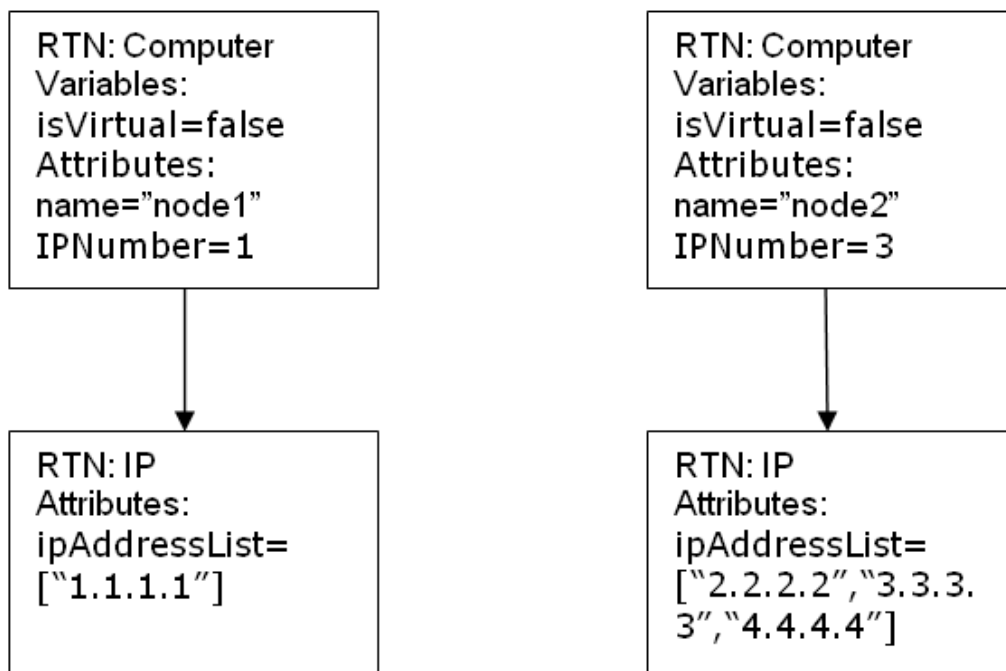 RTN: Computer
Variables:
isVirtual=false
Attributes:
name=”node1”
IPNumber=1
RTN: Computer
Variables:
isVirtual=false
Attributes:
name=”node2”
IPNumber=3
RTN: IP
Attributes:
ipAddressList=
[“1.1.1.1”]
RTN: IP
Attributes:
ipAddressList=
[“2.2.2.2”,“3.3.3.
3”,“4.4.4.4”]